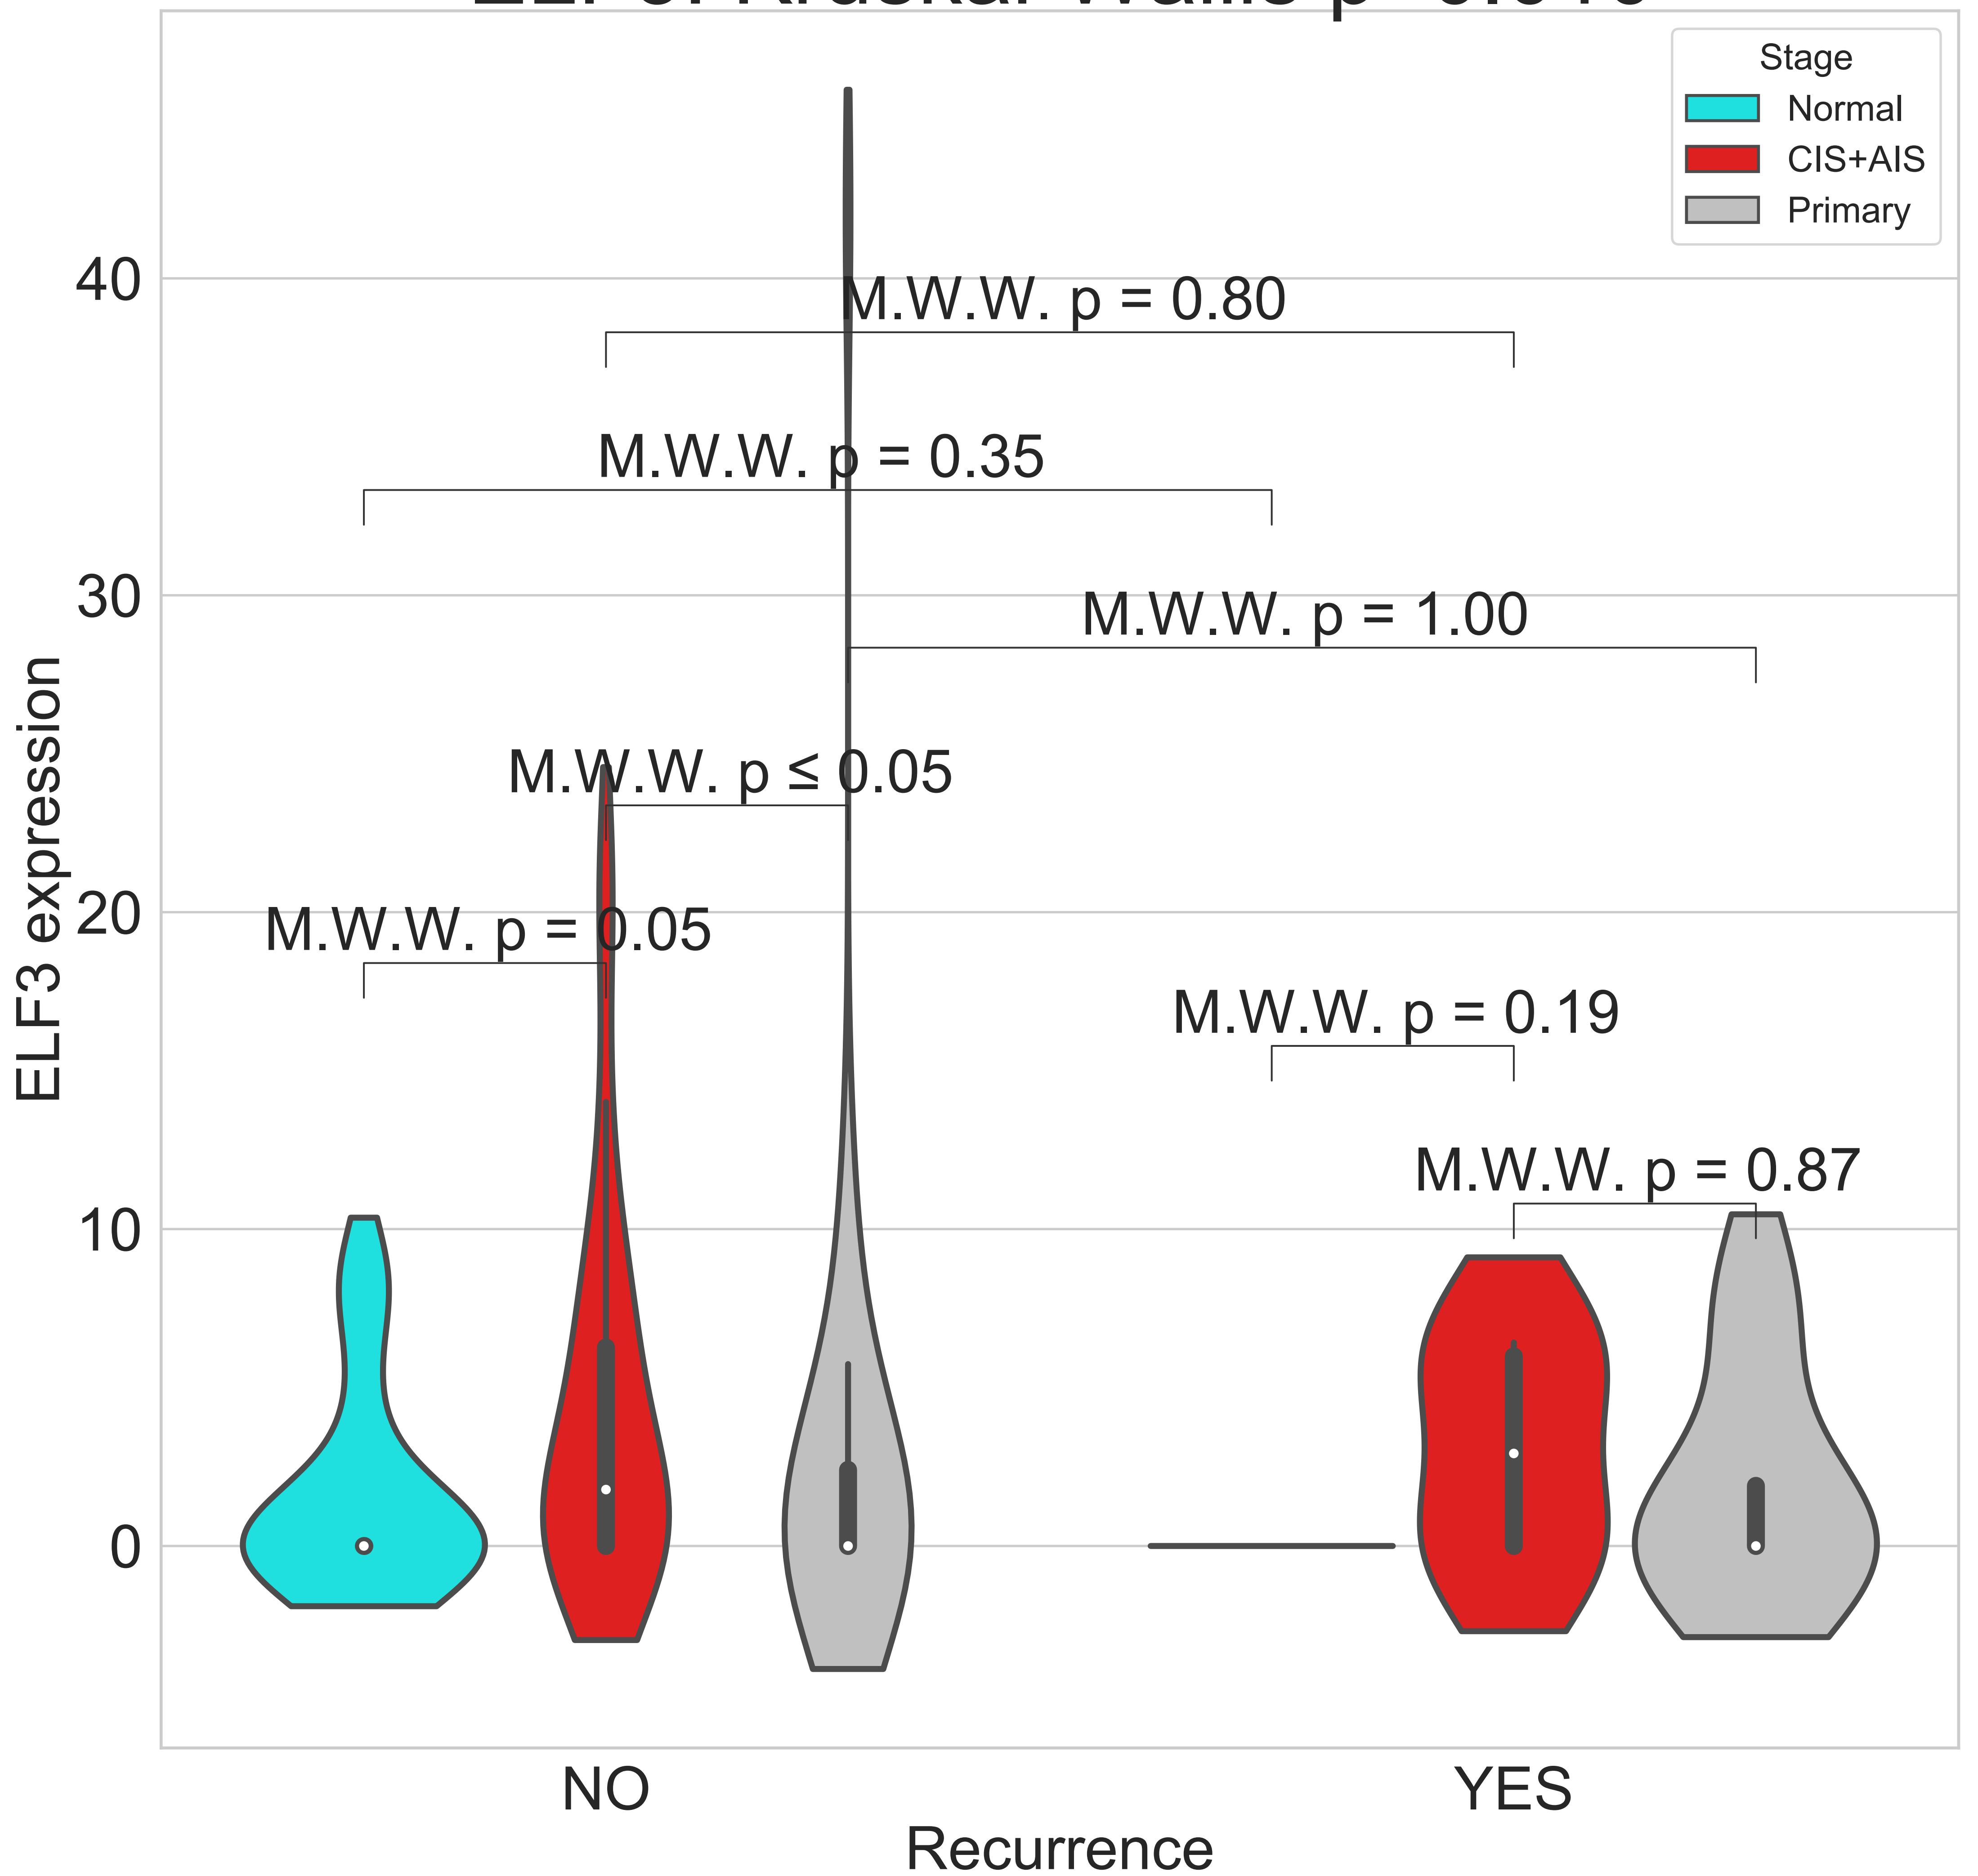 Stage
Normal
CIS+AIS
Primary
40
30
20
10
0
ELF3 expression
M.W.W. p = 0.80
M.W.W. p = 0.35
M.W.W. p = 1.00
M.W.W. p ≤ 0.05
M.W.W. p = 0.05
M.W.W. p = 0.19
M.W.W. p = 0.87
NO
YES
Recurrence